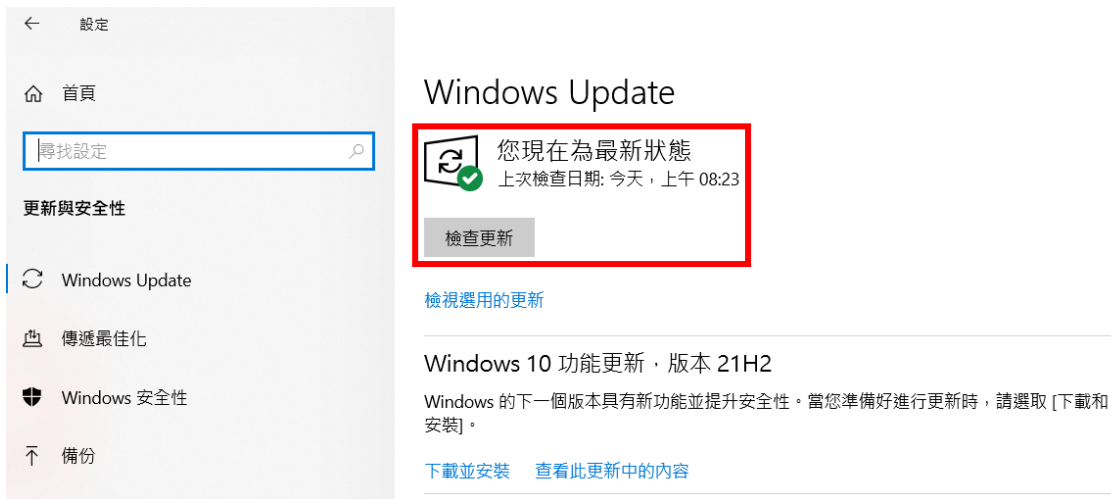 設定
首頁
尋找設定
更新與安全性
Windows Update
傳遞最佳化
Windows 安全性
備份
Windows Update
您現在為最新狀態
上次檢查日期: 今天，上午 08:23
檢查更新
檢視選用的更新
Windows 10 功能更新，版本 21H2
Windows 的下一個版本具有新功能並提升安全性。當您準備好進行更新時，請選取 [下載和
安裝]。
下載並安裝 查看此更新中的內容